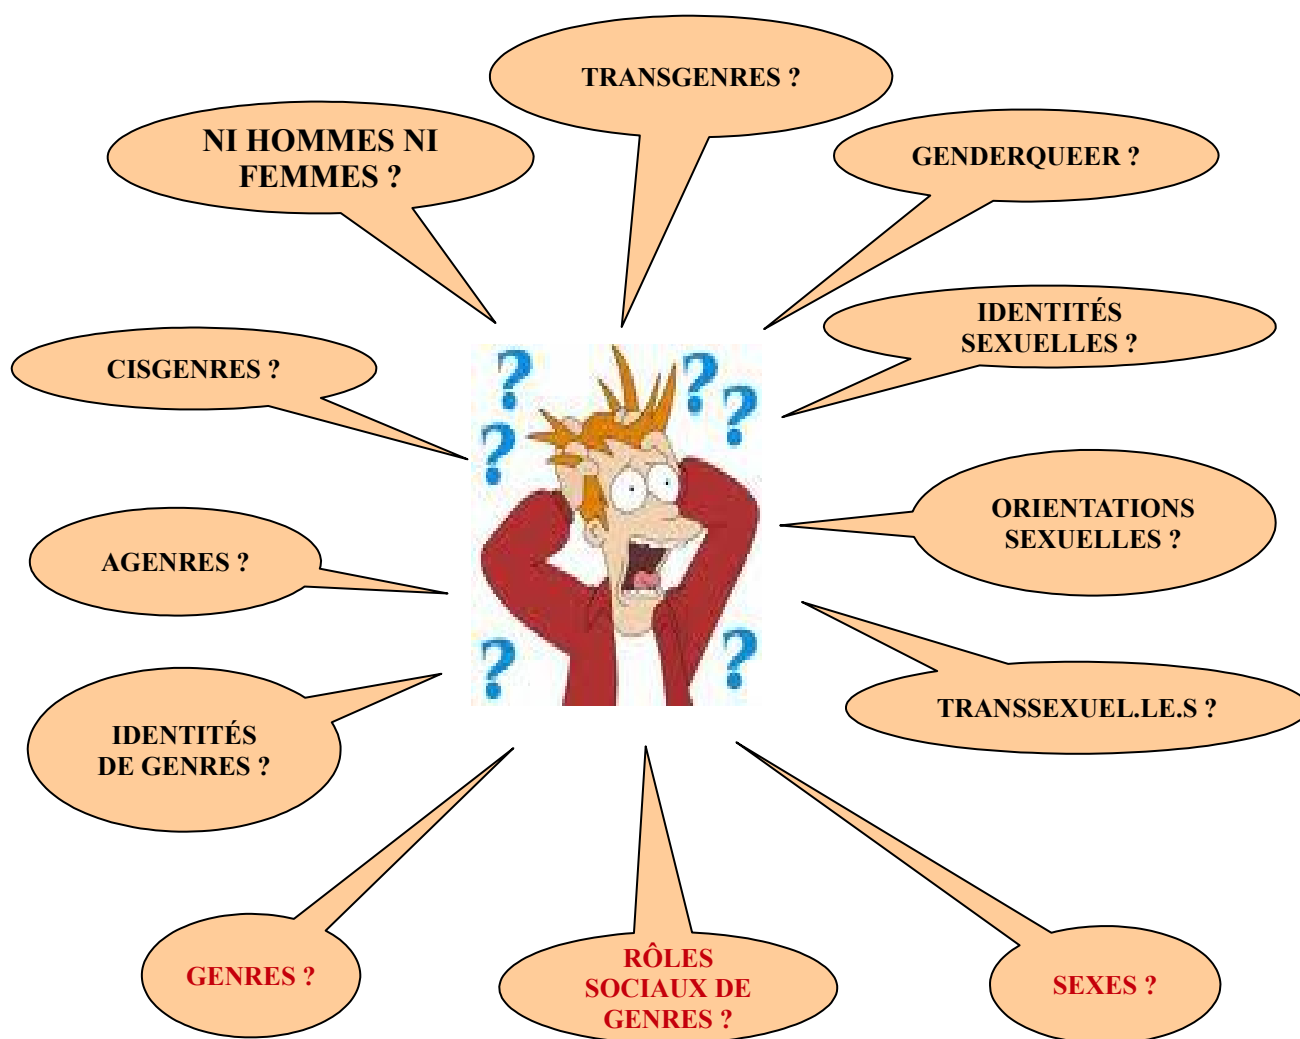 TRANSGENRES ?
NI HOMMES NI
FEMMES ?
GENDERQUEER ?
IDENTITÉS
SEXUELLES ?
CISGENRES ?
ORIENTATIONS
SEXUELLES ?
AGENRES ?
TRANSSEXUEL.LE.S ?
IDENTITÉS
DE GENRES ?
GENRES ?
RÔLES
SOCIAUX DE
GENRES ?
SEXES ?
? 
?
?
?
?
?